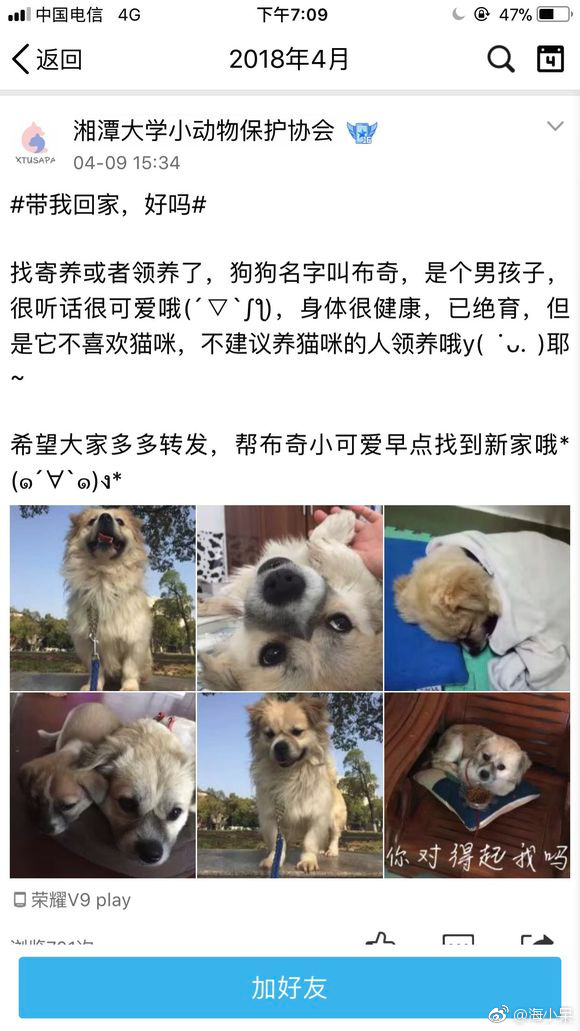 中国电信 4G 下午7:09 47%
返回 2018年4月 4
湘潭大学小动物保护协会
XTUSAPA 04-09 15:34
#带我回家，好吗#
找寄养或者领养了，狗狗名字叫布奇，是个男孩子，
很听话很可爱哦(´▽`ʃƪ)，身体很健康，已绝育，但
是它不喜欢猫咪，不建议养猫咪的人领养哦y( ˙ᴗ. )耶
~
希望大家多多转发，帮布奇小可爱早点找到新家哦*
(๑´∀`๑)ง*
你对得起我吗
荣耀V9 play
浏览701次
加好友
@海小呆